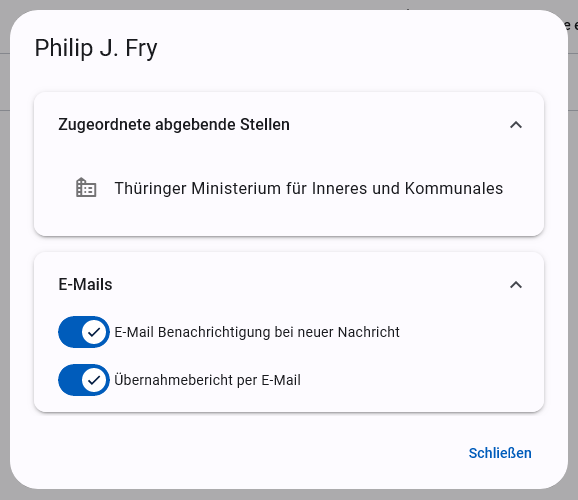 Philip J. Fry
Zugeordnete abgebende Stellen
Thüringer Ministerium für Inneres und Kommunales
E-Mails
E-Mail Benachrichtigung bei neuer Nachricht
Übernahmebericht per E-Mail
Schließen